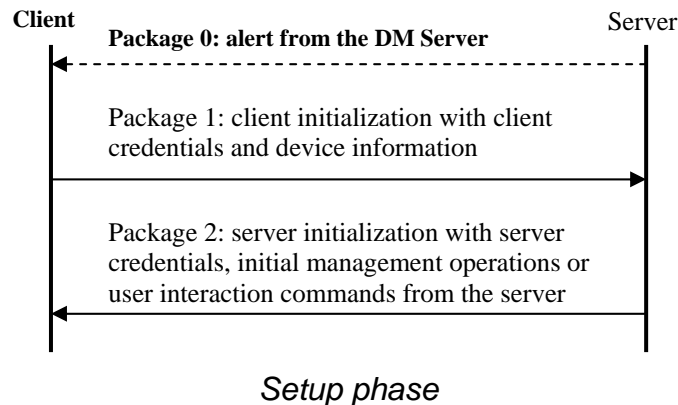 Client
Server
Package 0: alert from the DM Server
Package 1: client initialization with client
credentials and device information
Package 2: server initialization with server
credentials, initial management operations or
user interaction commands from the server
Setup phase